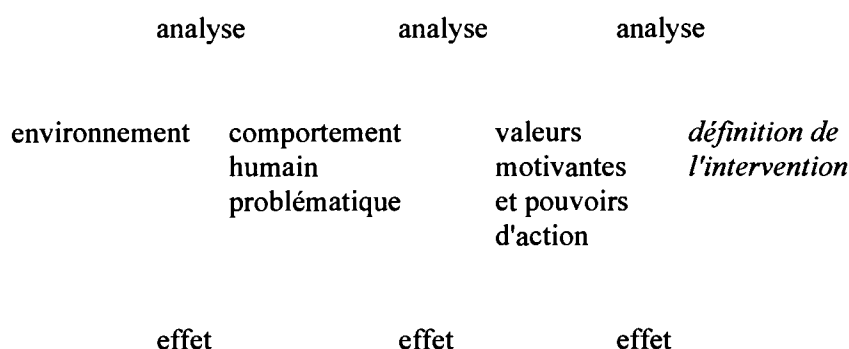 analyse analyse analyse
environnement comportement valeurs définition de
humain motivantes l'intervention
problématique et pouvoirs
d'action
effet effet effet